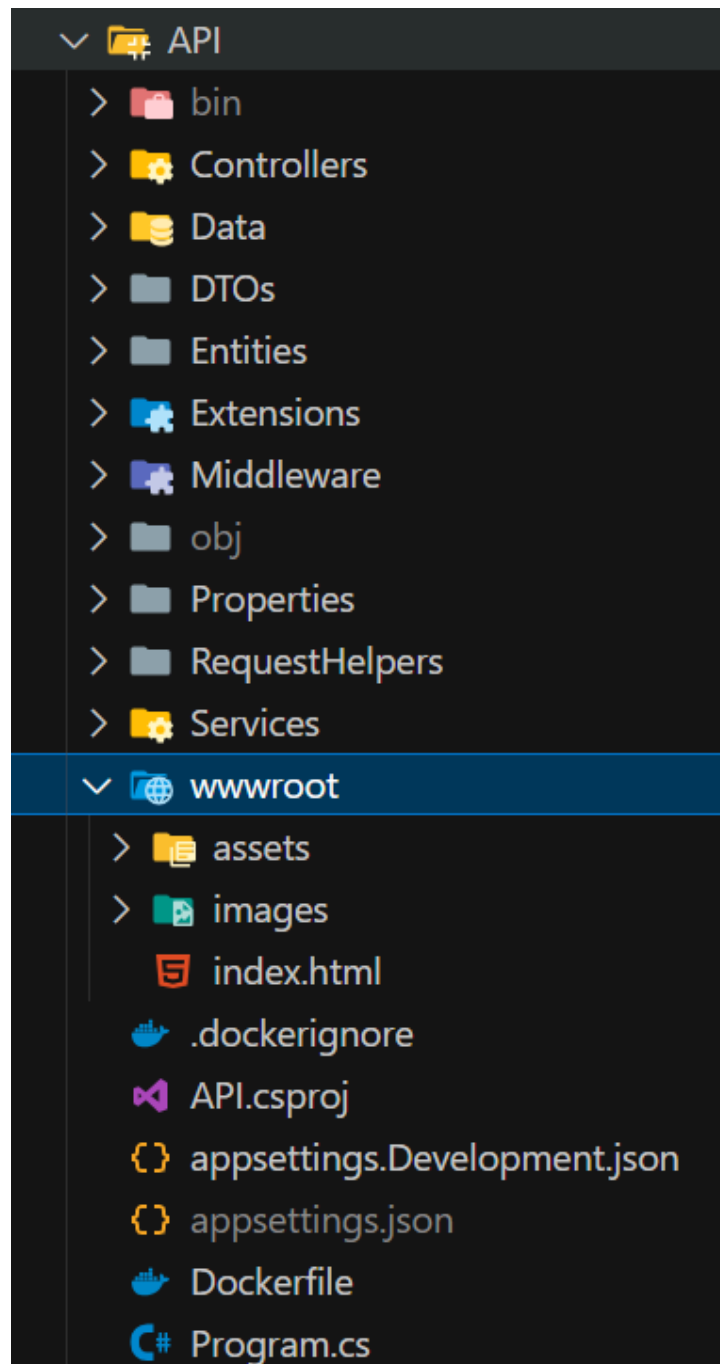 API
bin
Controllers
Data
DTOs
Entities
Extensions
Middleware
obj
Properties
RequestHelpers
Services
wwwroot
assets
images
index.html
.dockerignore
API.csproj
appsettings.Development.json
appsettings.json
Dockerfile
Program.cs